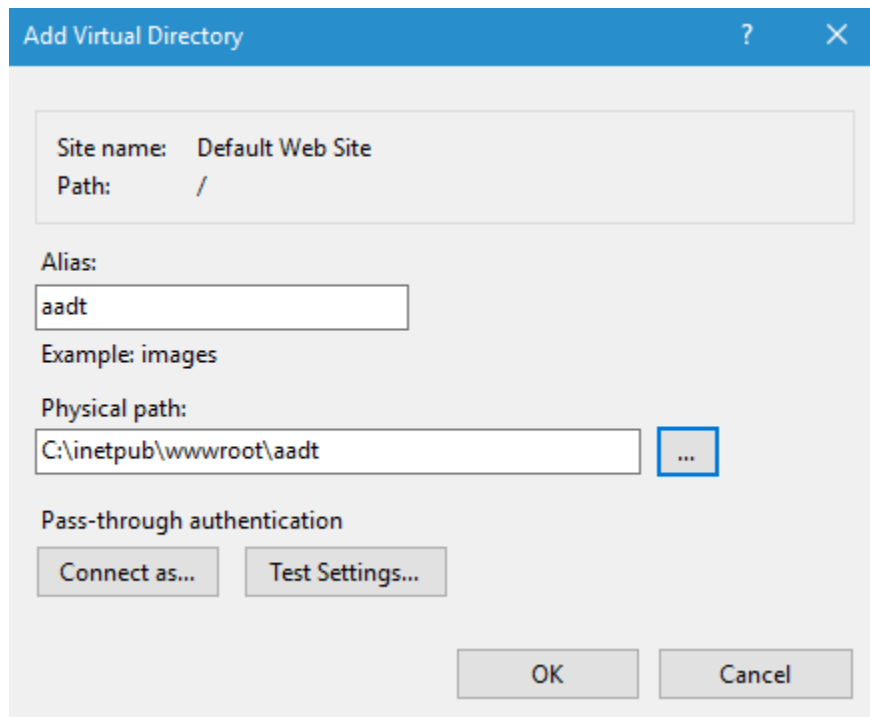 Add Virtual Directory ?
Site name: Default Web Site
Path: /
Alias:
aadt
Example: images
Physical path:
C:\inetpub\wwwroot\aadt ...
Pass-through authentication
Connect as... Test Settings...
OK Cancel